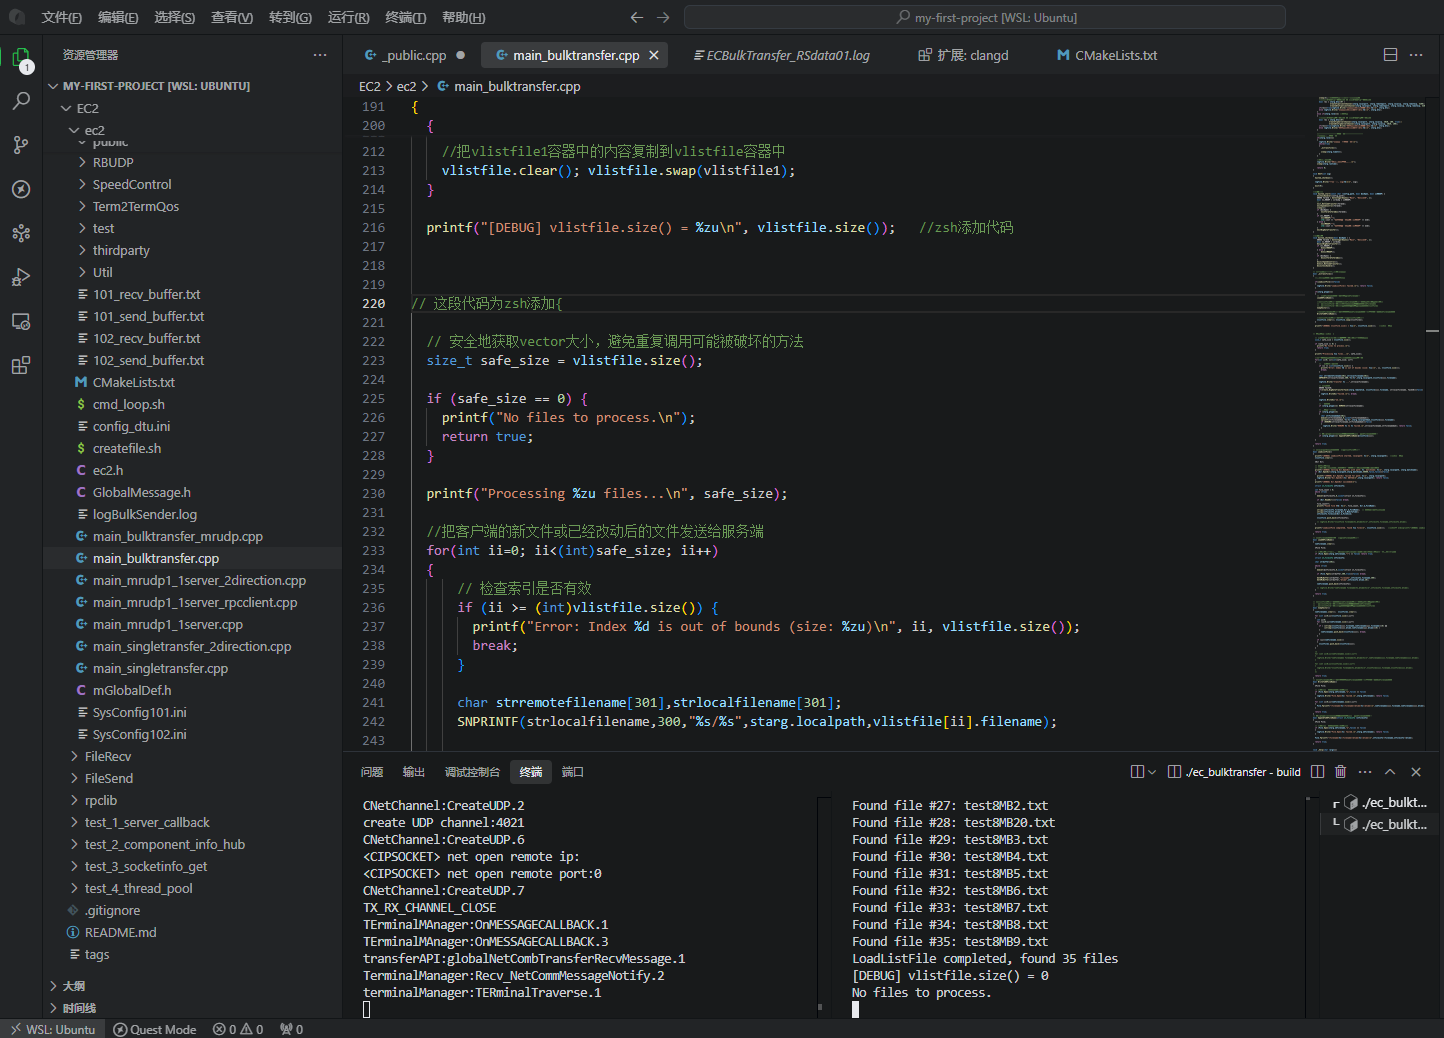 文件(F) 编辑(E) 选择(S) 查看(V) 转到(G) 运行(R) 终端(T) 帮助(H)
my-first-project [WSL: Ubuntu]
资源管理器
_public.cpp main_bulktransfer.cpp ECBulkTransfer_RSdata01.log 扩展: clangd CMakeLists.txt
EC2 > ec2 > main_bulktransfer.cpp
1
MY-FIRST-PROJECT [WSL: UBUNTU]
EC2
ec2
public
RBUDP
SpeedControl
Term2TermQos
test
thirdparty
Util
101_recv_buffer.txt
101_send_buffer.txt
102_recv_buffer.txt
102_send_buffer.txt
CMakeLists.txt
cmd_loop.sh
config_dtu.ini
createfile.sh
ec2.h
GlobalMessage.h
logBulkSender.log
main_bulktransfer_mrudp.cpp
main_bulktransfer.cpp
main_mrudp1_1server_2direction.cpp
main_mrudp1_1server_rpcclient.cpp
main_mrudp1_1server.cpp
main_singletransfer_2direction.cpp
main_singletransfer.cpp
mGlobalDef.h
SysConfig101.ini
SysConfig102.ini
FileRecv
FileSend
rpclib
test_1_server_callback
test_2_component_info_hub
test_3_socketinfo_get
test_4_thread_pool
.gitignore
README.md
tags
大纲
时间线
191 {
200 {
212 //把vlistfile1容器中的内容复制到vlistfile容器中
213 vlistfile.clear(); vlistfile.swap(vlistfile1);
214 }
215
216 printf("[DEBUG] vlistfile.size() = %zu\n", vlistfile.size()); //zsh添加代码
217
218
219
220 // 这段代码为zsh添加{
221
222 // 安全地获取vector大小，避免重复调用可能被破坏的方法
223 size_t safe_size = vlistfile.size();
224
225 if (safe_size == 0) {
226 printf("No files to process.\n");
227 return true;
228 }
229
230 printf("Processing %zu files...\n", safe_size);
231
232 //把客户端的新文件或已经改动后的文件发送给服务端
233 for(int ii=0; ii<(int)safe_size; ii++)
234 {
235 // 检查索引是否有效
236 if (ii >= (int)vlistfile.size()) {
237 printf("Error: Index %d is out of bounds (size: %zu)\n", ii, vlistfile.size());
238 break;
239 }
240
241 char strremotefilename[301],strlocalfilename[301];
242 SNPRINTF(strlocalfilename,300,"%s/%s",starg.localpath,vlistfile[ii].filename);
243
问题 输出 调试控制台 终端 端口
./ec_bulktransfer - build
CNetChannel:CreateUDP.2
create UDP channel:4021
CNetChannel:CreateUDP.6
<CIPSOCKET> net open remote ip:
<CIPSOCKET> net open remote port:0
CNetChannel:CreateUDP.7
TX_RX_CHANNEL_CLOSE
TErminalMAnager:OnMESSAGECALLBACK.1
TErminalMAnager:OnMESSAGECALLBACK.3
transferAPI:globalNetCombTransferRecvMessage.1
TerminalManager:Recv_NetCommMessageNotify.2
terminalManager:TERminalTraverse.1
Found file #27: test8MB2.txt
Found file #28: test8MB20.txt
Found file #29: test8MB3.txt
Found file #30: test8MB4.txt
Found file #31: test8MB5.txt
Found file #32: test8MB6.txt
Found file #33: test8MB7.txt
Found file #34: test8MB8.txt
Found file #35: test8MB9.txt
LoadListFile completed, found 35 files
[DEBUG] vlistfile.size() = 0
No files to process.
./ec_bulkt...
./ec_bulkt...
WSL: Ubuntu Quest Mode 0 0 0